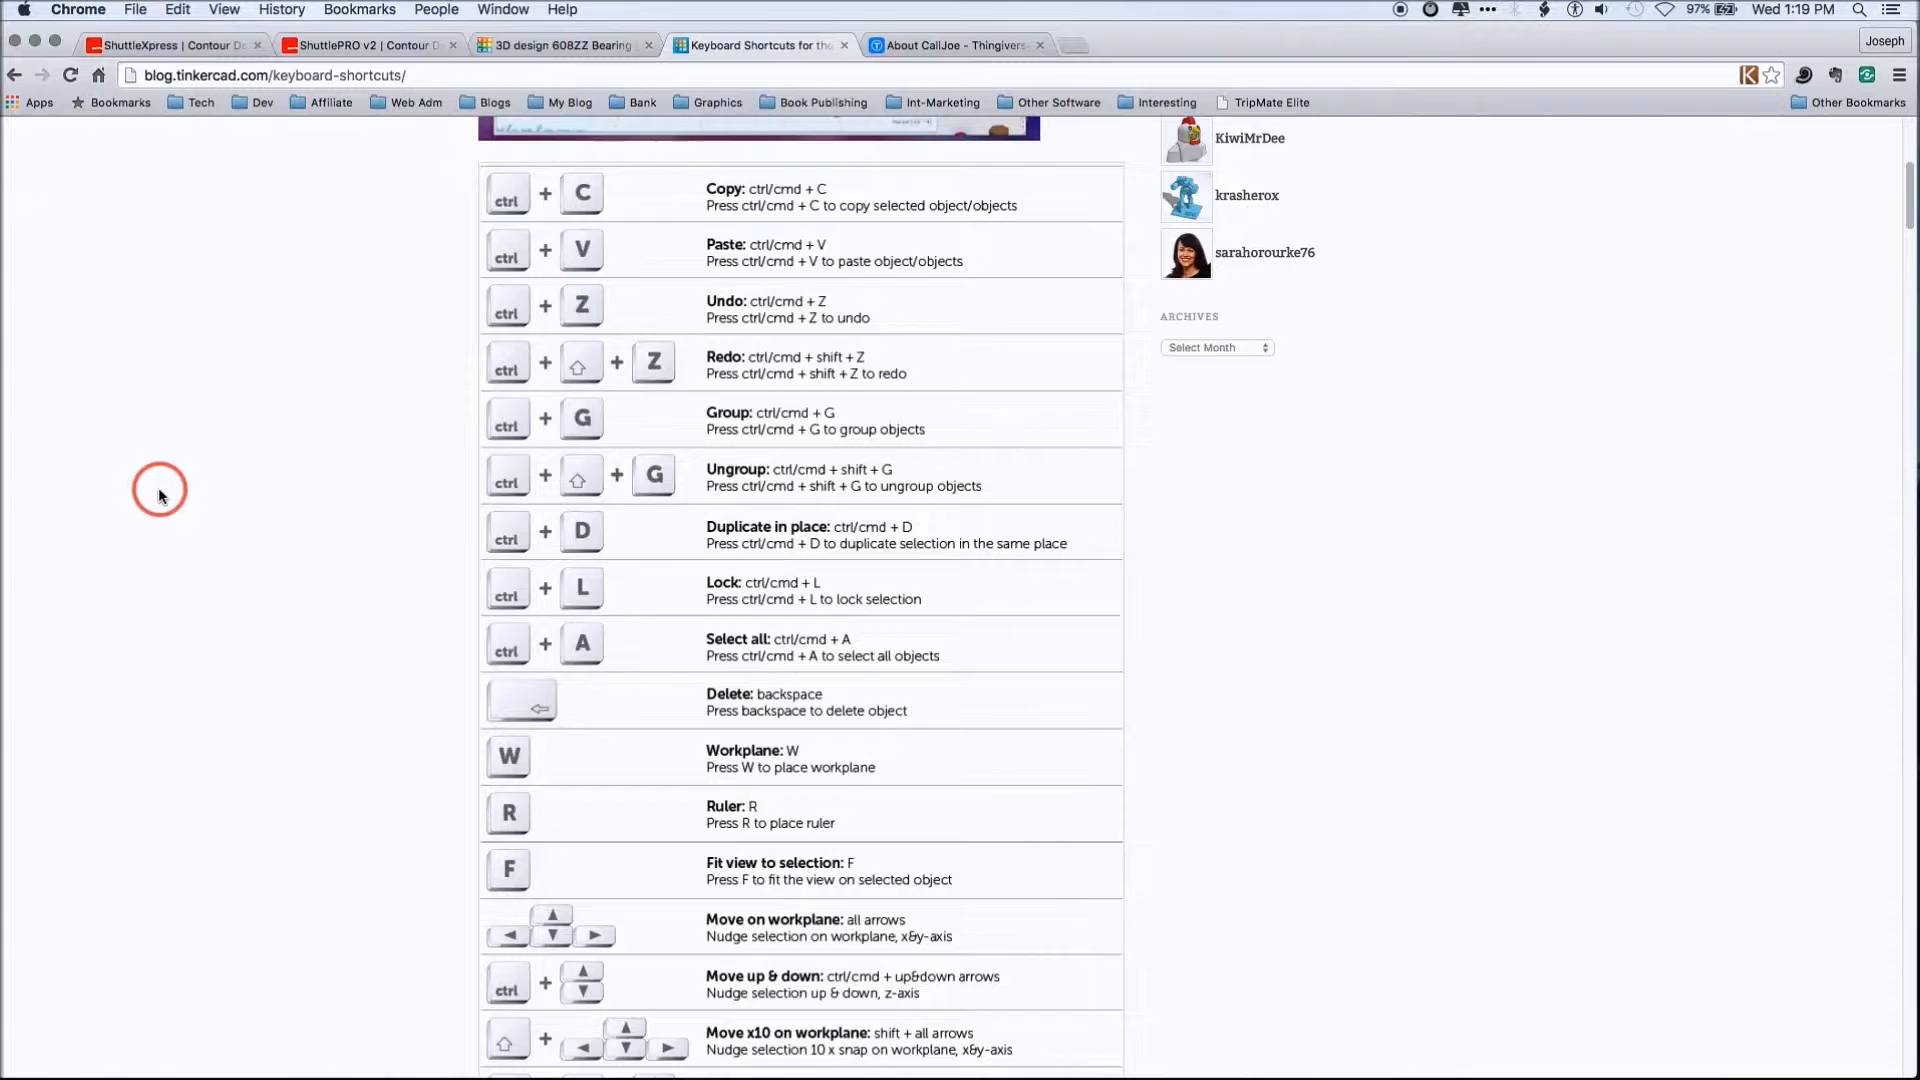 Chrome File Edit View History Bookmarks People Window Help 97% Wed 1:19 PM
ShuttleXpress | Contour De ShuttlePRO v2 | Contour D 3D design 608ZZ Bearing Keyboard Shortcuts for the About CallJoe - Thingivers Joseph
blog.tinkercad.com/keyboard-shortcuts/
Apps Bookmarks Tech Dev Affiliate Web Adm Blogs My Blog Bank Graphics Book Publishing Int-Marketing Other Software Interesting TripMate Elite Other Bookmarks
KiwiMrDee
krasherox
sarahorourke76
ARCHIVES
Select Month
ctrl + C
Copy: ctrl/cmd + C
Press ctrl/cmd + C to copy selected object/objects
ctrl + V
Paste: ctrl/cmd + V
Press ctrl/cmd + V to paste object/objects
ctrl + Z
Undo: ctrl/cmd + Z
Press ctrl/cmd + Z to undo
ctrl + ⇧ + Z
Redo: ctrl/cmd + shift + Z
Press ctrl/cmd + shift + Z to redo
ctrl + G
Group: ctrl/cmd + G
Press ctrl/cmd + G to group objects
ctrl + ⇧ + G
Ungroup: ctrl/cmd + shift + G
Press ctrl/cmd + shift + G to ungroup objects
ctrl + D
Duplicate in place: ctrl/cmd + D
Press ctrl/cmd + D to duplicate selection in the same place
ctrl + L
Lock: ctrl/cmd + L
Press ctrl/cmd + L to lock selection
ctrl + A
Select all: ctrl/cmd + A
Press ctrl/cmd + A to select all objects
Delete: backspace
Press backspace to delete object
W
Workplane: W
Press W to place workplane
R
Ruler: R
Press R to place ruler
F
Fit view to selection: F
Press F to fit the view on selected object
Move on workplane: all arrows
Nudge selection on workplane, x&y-axis
ctrl +
Move up & down: ctrl/cmd + up&down arrows
Nudge selection up & down, z-axis
⇧ +
Move x10 on workplane: shift + all arrows
Nudge selection 10 x snap on workplane, x&y-axis